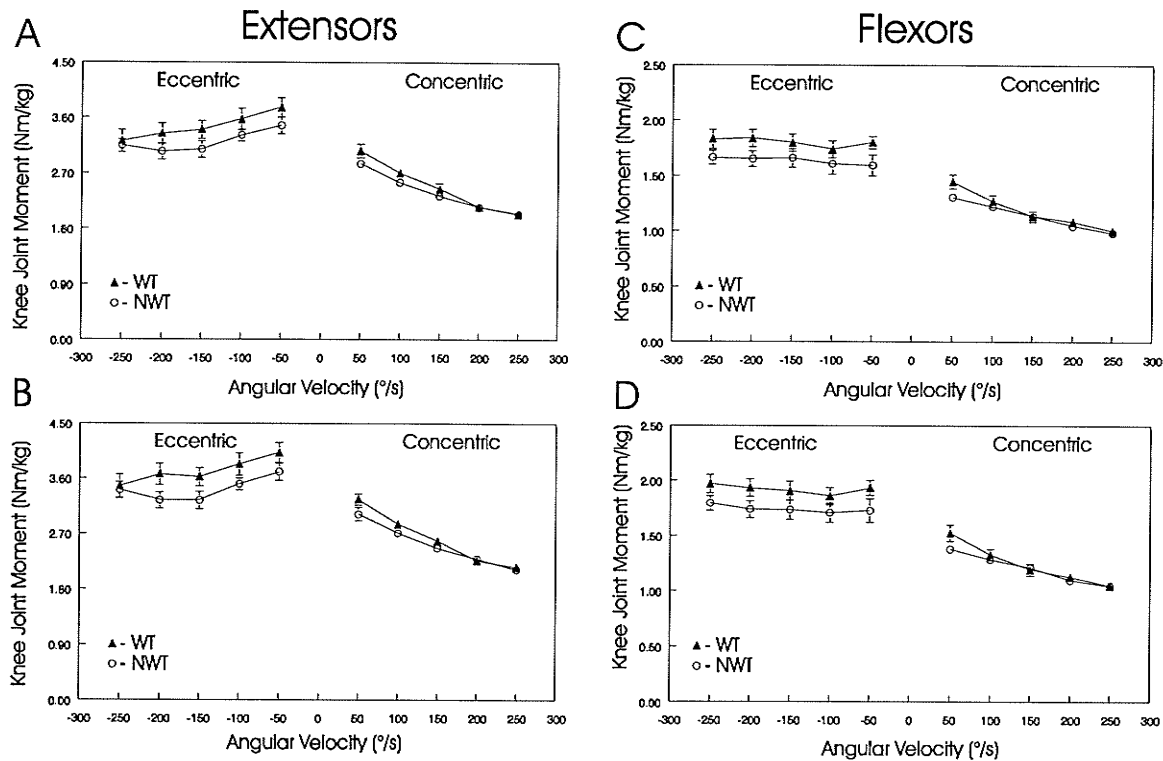 Extensors
A
Eccentric
Concentric
Knee Joint Moment (Nm/kg)
4.50
3.60
2.70
1.80
0.90
0.00
▲ - WT
○ - NWT
-300 -250 -200 -150 -100 -50 0 50 100 150 200 250 300
Angular Velocity (°/s)
B
Eccentric
Concentric
Knee Joint Moment (Nm/kg)
4.50
3.60
2.70
1.80
0.90
0.00
▲ - WT
○ - NWT
-300 -250 -200 -150 -100 -50 0 50 100 150 200 250 300
Angular Velocity (°/s)
Flexors
C
Eccentric
Concentric
Knee Joint Moment (Nm/kg)
2.50
2.00
1.50
1.00
0.50
0.00
▲ - WT
○ - NWT
-300 -250 -200 -150 -100 -50 0 50 100 150 200 250 300
Angular Velocity (°/s)
D
Eccentric
Concentric
Knee Joint Moment (Nm/kg)
2.50
2.00
1.50
1.00
0.50
0.00
▲ - WT
○ - NWT
-300 -250 -200 -150 -100 -50 0 50 100 150 200 250 300
Angular Velocity (°/s)